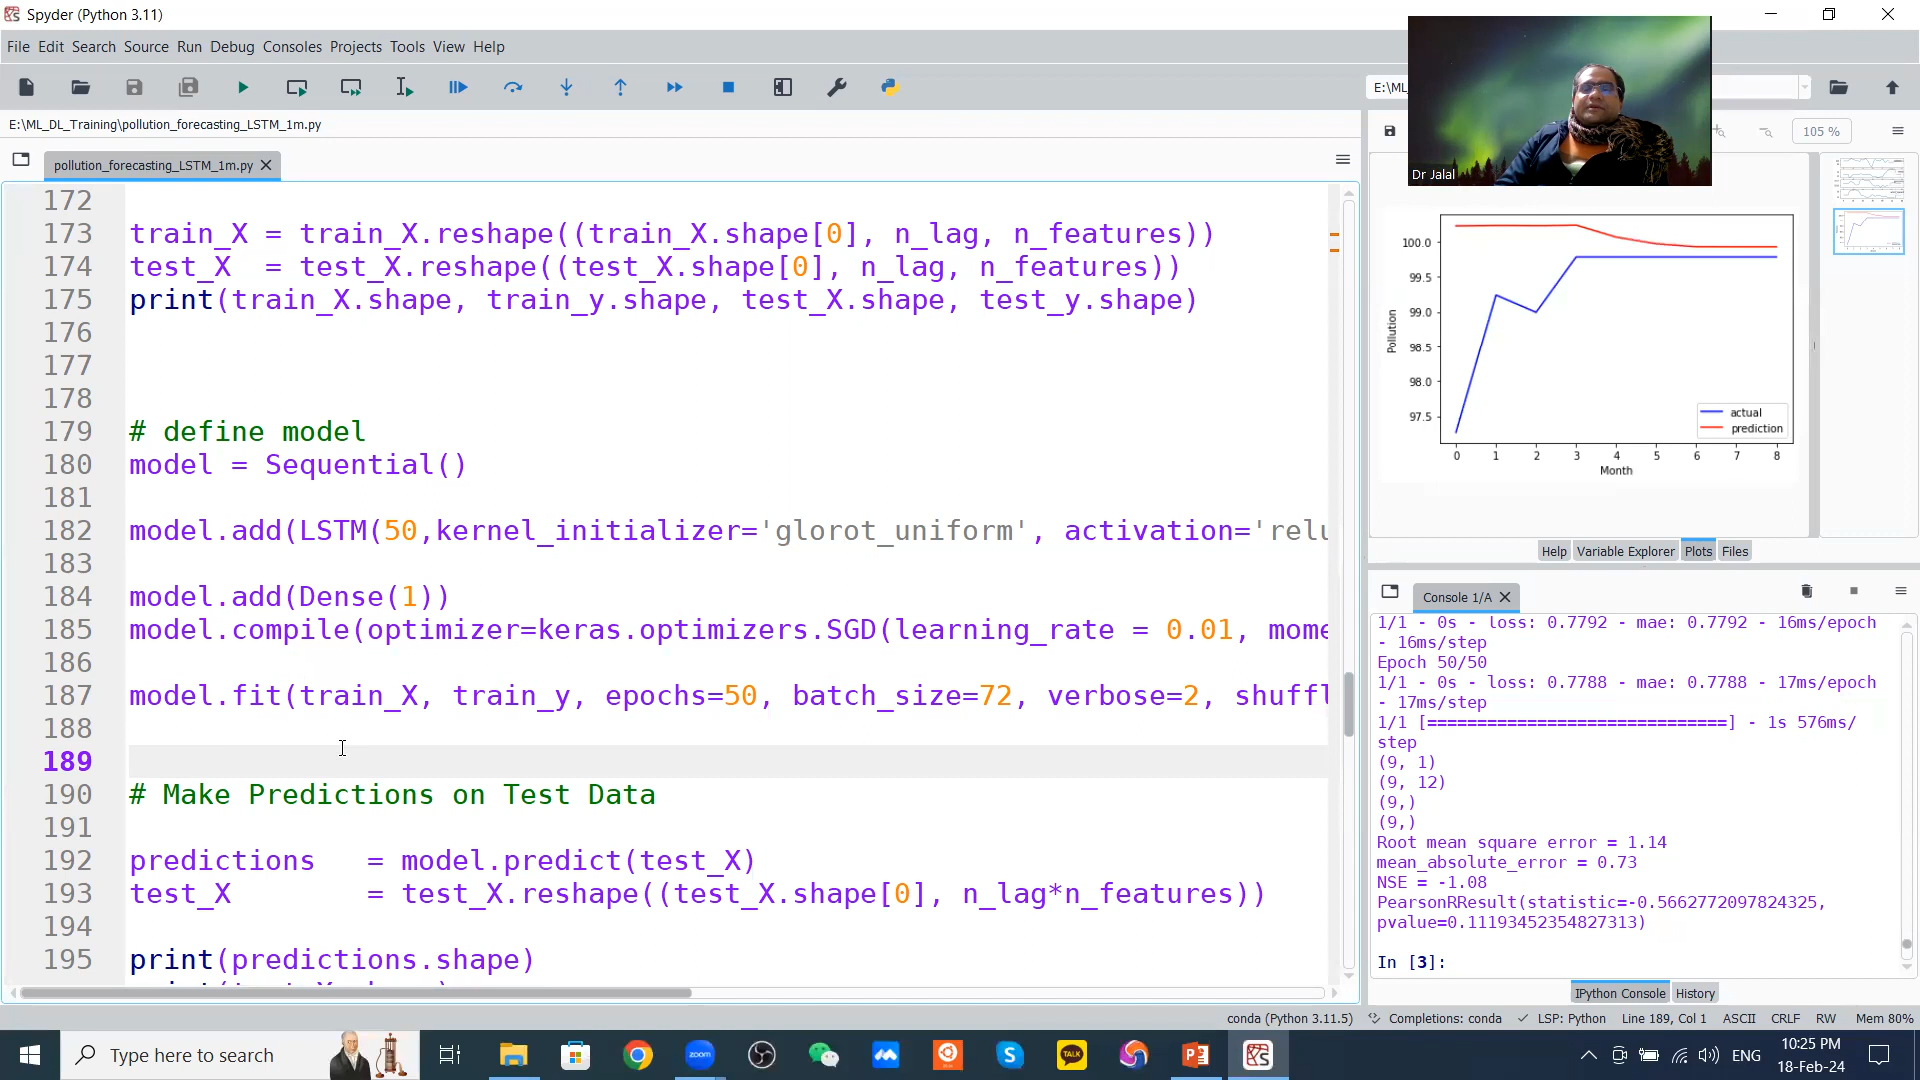 Spyder (Python 3.11)
File Edit Search Source Run Debug Consoles Projects Tools View Help
E:\ML_DL_Training\pollution_forecasting_LSTM_1m.py
pollution_forecasting_LSTM_1m.py
172
173 train_X = train_X.reshape((train_X.shape[0], n_lag, n_features))
174 test_X  = test_X.reshape((test_X.shape[0], n_lag, n_features))
175 print(train_X.shape, train_y.shape, test_X.shape, test_y.shape)
176
177
178
179 # define model
180 model = Sequential()
181
182 model.add(LSTM(50,kernel_initializer='glorot_uniform', activation='relu
183
184 model.add(Dense(1))
185 model.compile(optimizer=keras.optimizers.SGD(learning_rate = 0.01, mome
186
187 model.fit(train_X, train_y, epochs=50, batch_size=72, verbose=2, shuffl
188
189
190 # Make Predictions on Test Data
191
192 predictions   = model.predict(test_X)
193 test_X        = test_X.reshape((test_X.shape[0], n_lag*n_features))
194
195 print(predictions.shape)
E:\ML
Dr Jalal
105 %
100.0
99.5
99.0
98.5
98.0
97.5
Pollution
actual
prediction
0 1 2 3 4 5 6 7 8
Month
Help Variable Explorer Plots Files
Console 1/A
1/1 - 0s - loss: 0.7792 - mae: 0.7792 - 16ms/epoch
- 16ms/step
Epoch 50/50
1/1 - 0s - loss: 0.7788 - mae: 0.7788 - 17ms/epoch
- 17ms/step
1/1 [==============================] - 1s 576ms/
step
(9, 1)
(9, 12)
(9,)
(9,)
Root mean square error = 1.14
mean_absolute_error = 0.73
NSE = -1.08
PearsonRResult(statistic=-0.5662772097824325,
pvalue=0.11193452354827313)
In [3]:
IPython Console History
conda (Python 3.11.5) Completions: conda LSP: Python Line 189, Col 1 ASCII CRLF RW Mem 80%
Type here to search
zoom
TALK
ENG
10:25 PM
18-Feb-24